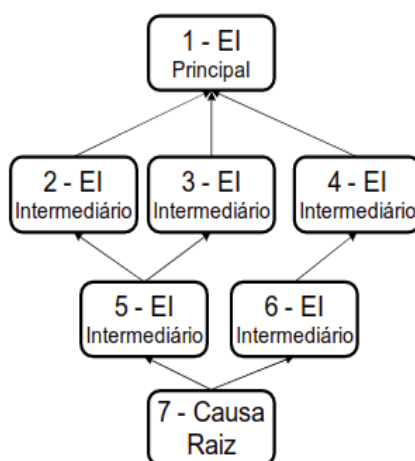 1 - EI
Principal
2 - EI
Intermediário
3 - EI
Intermediário
4 - EI
Intermediário
5 - EI
Intermediário
6 - EI
Intermediário
7 - Causa
Raiz